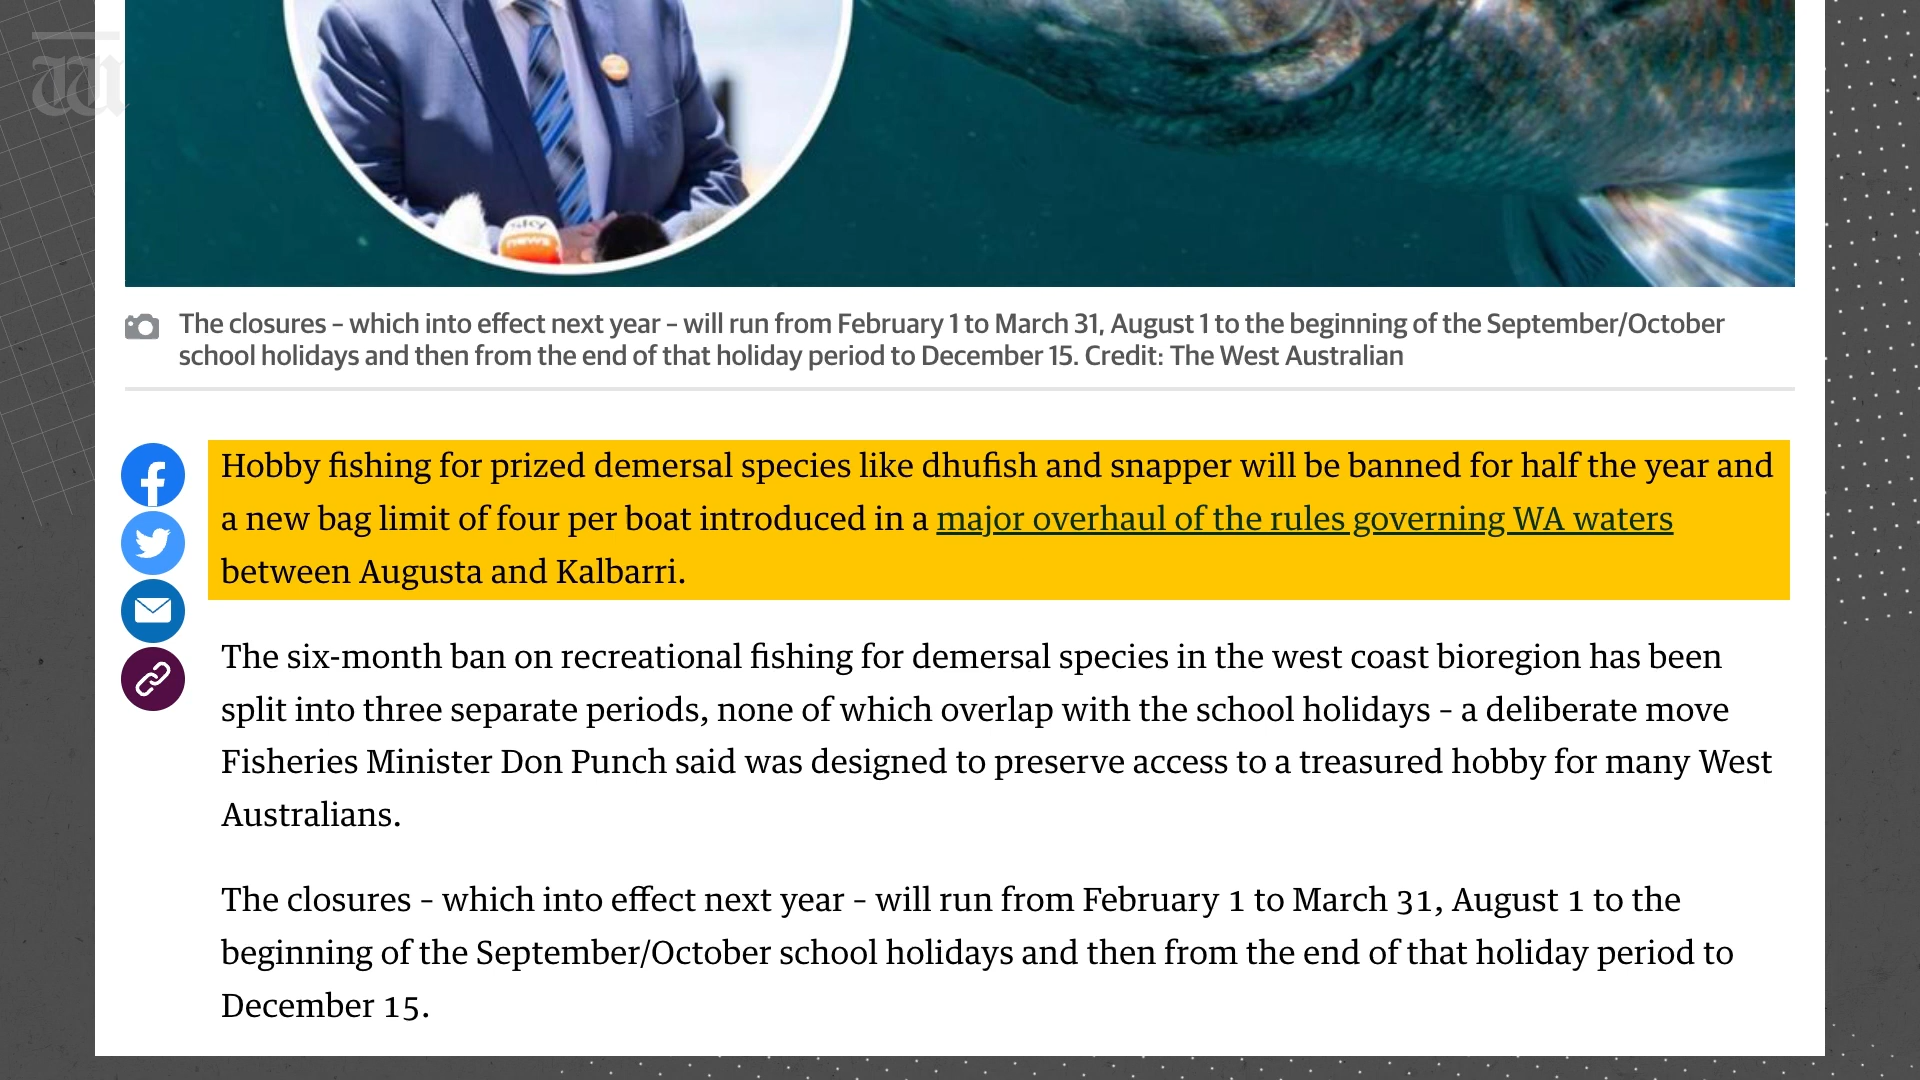 W
sky
news
The closures – which into effect next year – will run from February 1 to March 31, August 1 to the beginning of the September/October
school holidays and then from the end of that holiday period to December 15. Credit: The West Australian
Hobby fishing for prized demersal species like dhufish and snapper will be banned for half the year and
a new bag limit of four per boat introduced in a major overhaul of the rules governing WA waters
between Augusta and Kalbarri.
The six-month ban on recreational fishing for demersal species in the west coast bioregion has been
split into three separate periods, none of which overlap with the school holidays – a deliberate move
Fisheries Minister Don Punch said was designed to preserve access to a treasured hobby for many West
Australians.
The closures – which into effect next year – will run from February 1 to March 31, August 1 to the
beginning of the September/October school holidays and then from the end of that holiday period to
December 15.